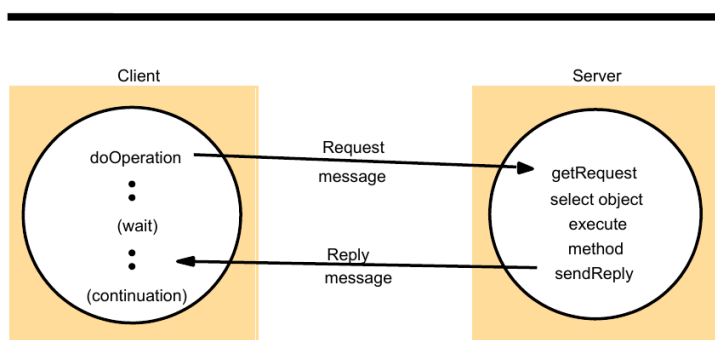 Client
Server
doOperation
(wait)
(continuation)
Request
message
Reply
message
getRequest
select object
execute
method
sendReply